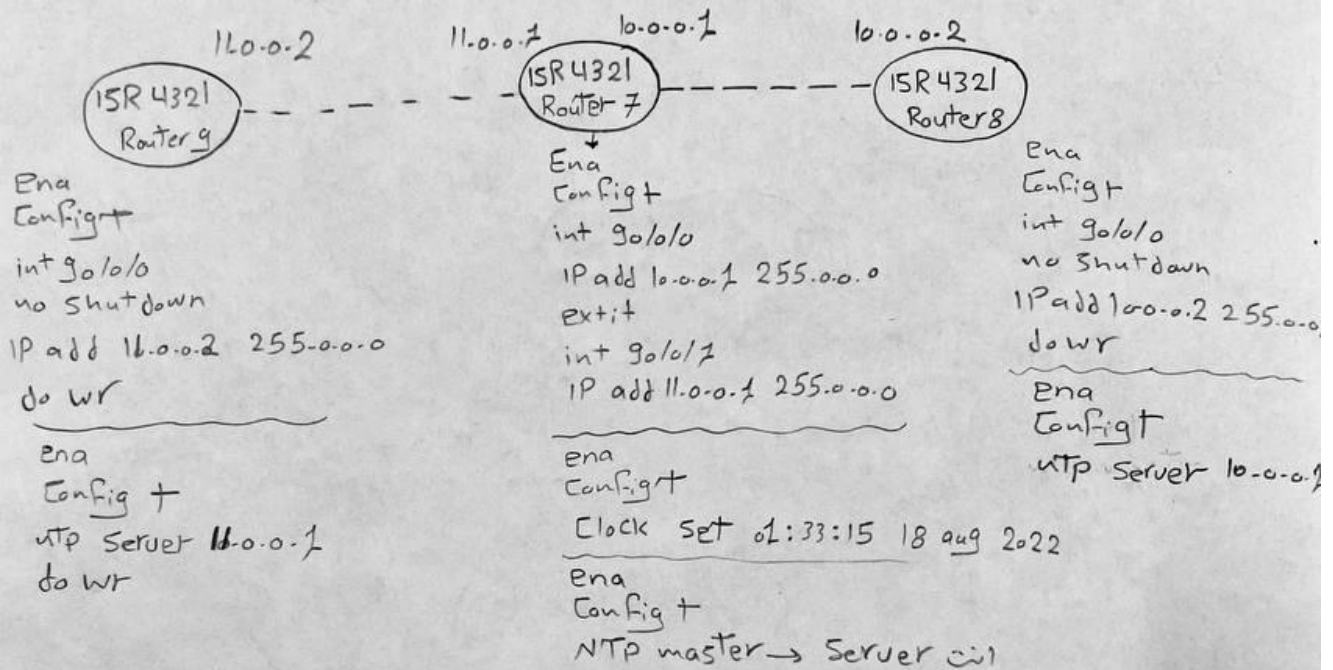 11.0.0.2
11.0.0.1
10.0.0.1
10.0.0.2
ISR 4321
Router 9
ISR 4321
Router 7
ISR 4321
Router 8
Ena
Config t
int g0/0/0
no shutdown
IP add 11.0.0.2 255.0.0.0
do wr
ena
Config t
nTp Server 11.0.0.1
do wr
Ena
Config t
int g0/0/0
IP add 10.0.0.1 255.0.0.0
extit
int g0/0/1
IP add 11.0.0.1 255.0.0.0
ena
Config t
Clock set 01:33:15 18 aug 2022
ena
Config t
NTP master → Server انت
ena
Config t
int g0/0/0
no shutdown
IP add 10.0.0.2 255.0.0
do wr
ena
Config t
nTp Server 10.0.0.1